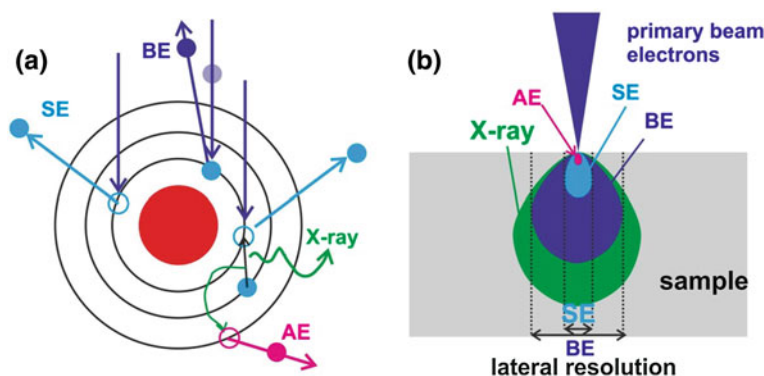 (a)
BE
SE
X-ray
AE
(b)
primary beam
electrons
AE
SE
X-ray
BE
sample
SE
BE
lateral resolution